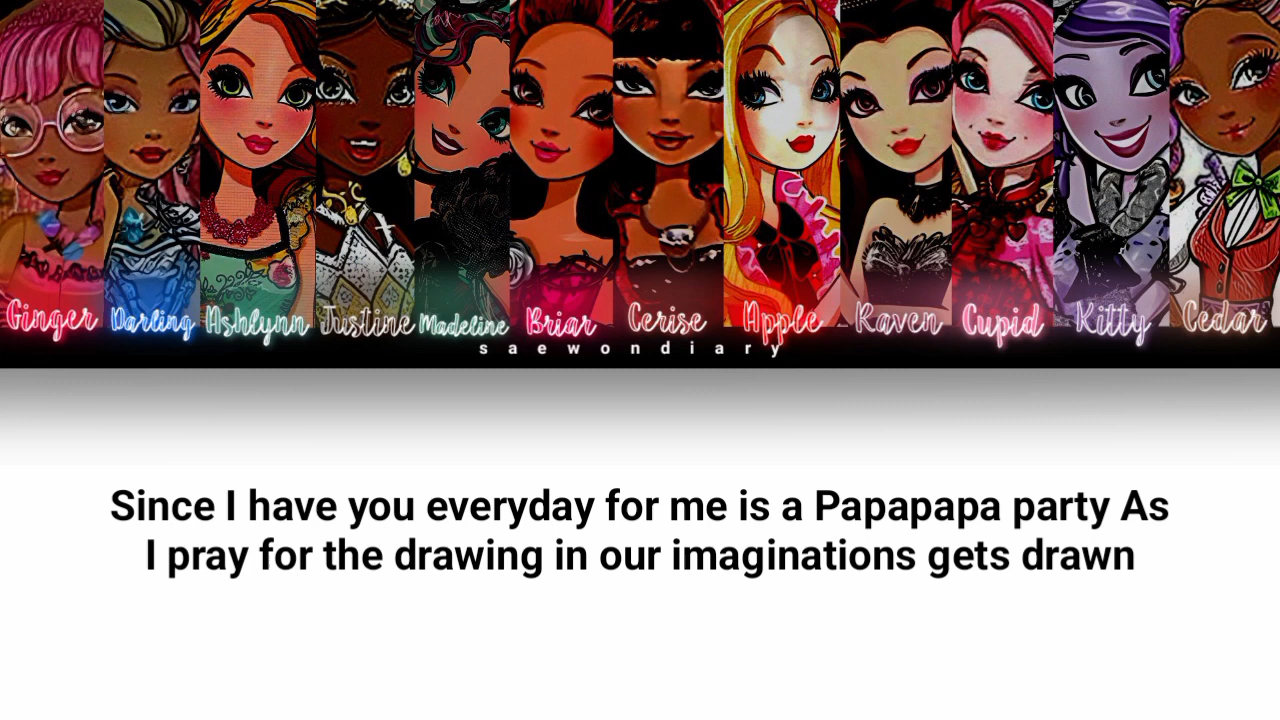 Ginger Darling Ashlynn Justine Madeline Briar Cerise Apple Raven Cupid Kitty Cedar
saewondiary
Since I have you everyday for me is a Papapapa party As
I pray for the drawing in our imaginations gets drawn